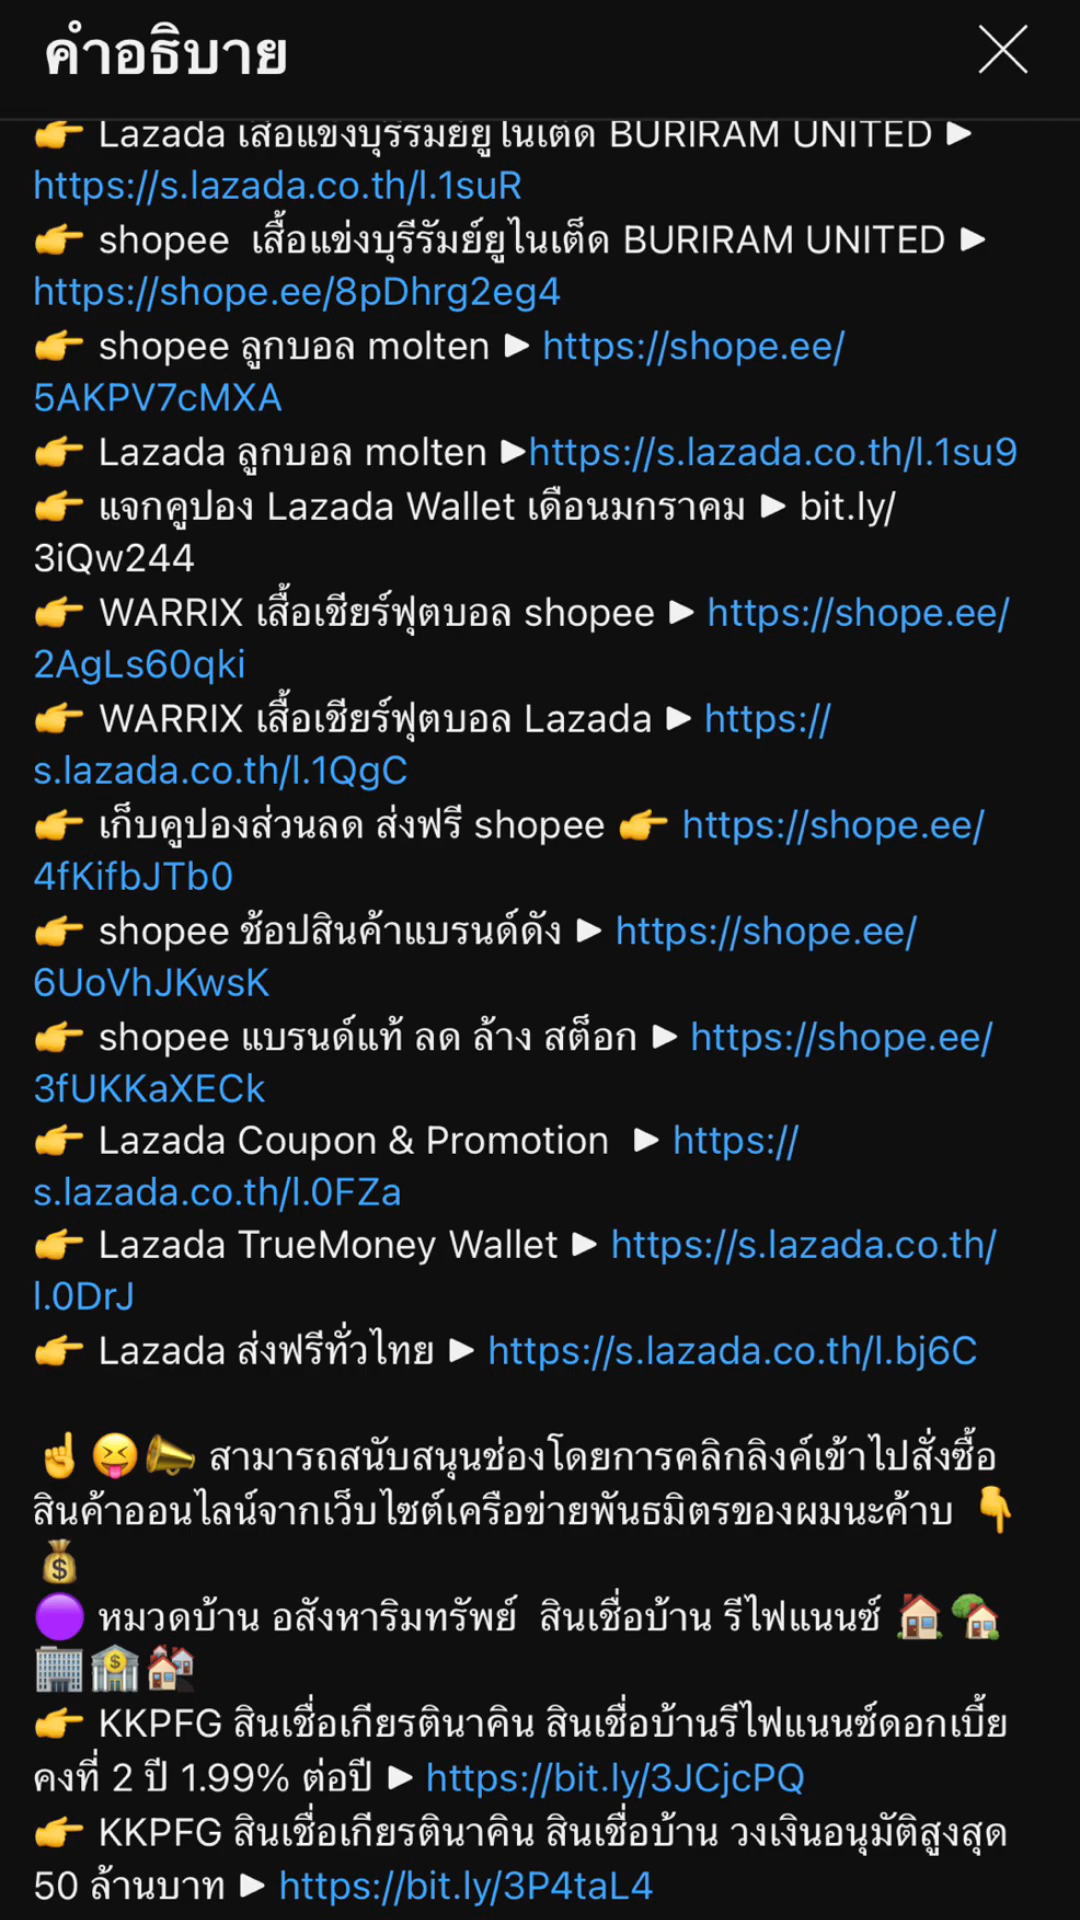 คำอธิบาย
👉 Lazada เสื้อแข่งบุรีรัมย์ยูไนเต็ด BURIRAM UNITED ▶
https://s.lazada.co.th/l.1suR
👉 shopee เสื้อแข่งบุรีรัมย์ยูไนเต็ด BURIRAM UNITED ▶
https://shope.ee/8pDhrg2eg4
👉 shopee ลูกบอล molten ▶ https://shope.ee/
5AKPV7cMXA
👉 Lazada ลูกบอล molten ▶https://s.lazada.co.th/l.1su9
👉 แจกคูปอง Lazada Wallet เดือนมกราคม ▶ bit.ly/
3iQw244
👉 WARRIX เสื้อเชียร์ฟุตบอล shopee ▶ https://shope.ee/
2AgLs60qki
👉 WARRIX เสื้อเชียร์ฟุตบอล Lazada ▶ https://
s.lazada.co.th/l.1QgC
👉 เก็บคูปองส่วนลด ส่งฟรี shopee 👉 https://shope.ee/
4fKifbJTb0
👉 shopee ช้อปสินค้าแบรนด์ดัง ▶ https://shope.ee/
6UoVhJKwsK
👉 shopee แบรนด์แท้ ลด ล้าง สต็อก ▶ https://shope.ee/
3fUKKaXECk
👉 Lazada Coupon & Promotion ▶ https://
s.lazada.co.th/l.0FZa
👉 Lazada TrueMoney Wallet ▶ https://s.lazada.co.th/
l.0DrJ
👉 Lazada ส่งฟรีทั่วไทย ▶ https://s.lazada.co.th/l.bj6C
☝😝📣 สามารถสนับสนุนช่องโดยการคลิกลิงค์เข้าไปสั่งซื้อ
สินค้าออนไลน์จากเว็บไซต์เครือข่ายพันธมิตรของผมนะค้าบ 👇
💰
🟣 หมวดบ้าน อสังหาริมทรัพย์ สินเชื่อบ้าน รีไฟแนนซ์ 🏠🏡
🏢🏦🏘
👉 KKPFG สินเชื่อเกียรตินาคิน สินเชื่อบ้านรีไฟแนนซ์ดอกเบี้ย
คงที่ 2 ปี 1.99% ต่อปี ▶ https://bit.ly/3JCjcPQ
👉 KKPFG สินเชื่อเกียรตินาคิน สินเชื่อบ้าน วงเงินอนุมัติสูงสุด
50 ล้านบาท ▶ https://bit.ly/3P4taL4